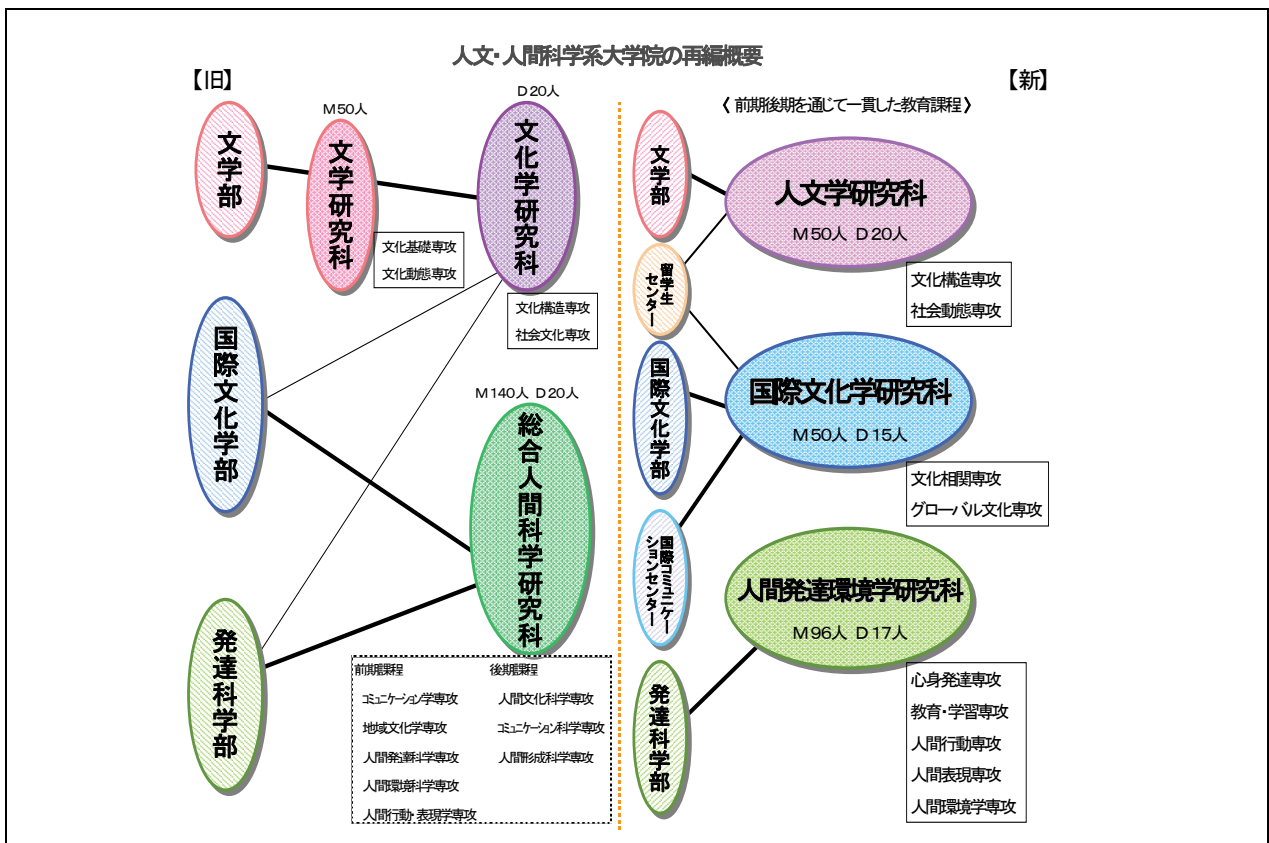 人文・人間科学系大学院の再編概要
【旧】
文学部
M50人
文学研究科
文化基礎専攻
文化動態専攻
D20人
文化学研究科
文化構造専攻
社会文化専攻
国際文化学部
M140人 D20人
総合人間科学研究科
発達科学部
前期課程
コミュニケーション学専攻
地域文化学専攻
人間発達科学専攻
人間環境科学専攻
人間行動・表現学専攻
後期課程
人間文化科学専攻
コミュニケーション科学専攻
人間形成科学専攻
【新】
《 前期後期を通じて一貫した教育課程 》
文学部
人文学研究科
M50人 D20人
文化構造専攻
社会動態専攻
留学生
センター
国際文化学部
国際文化学研究科
M50人 D15人
文化相関専攻
グローバル文化専攻
国際コミュニケー
ションセンター
人間発達環境学研究科
M96人 D17人
発達科学部
心身発達専攻
教育・学習専攻
人間行動専攻
人間表現専攻
人間環境学専攻